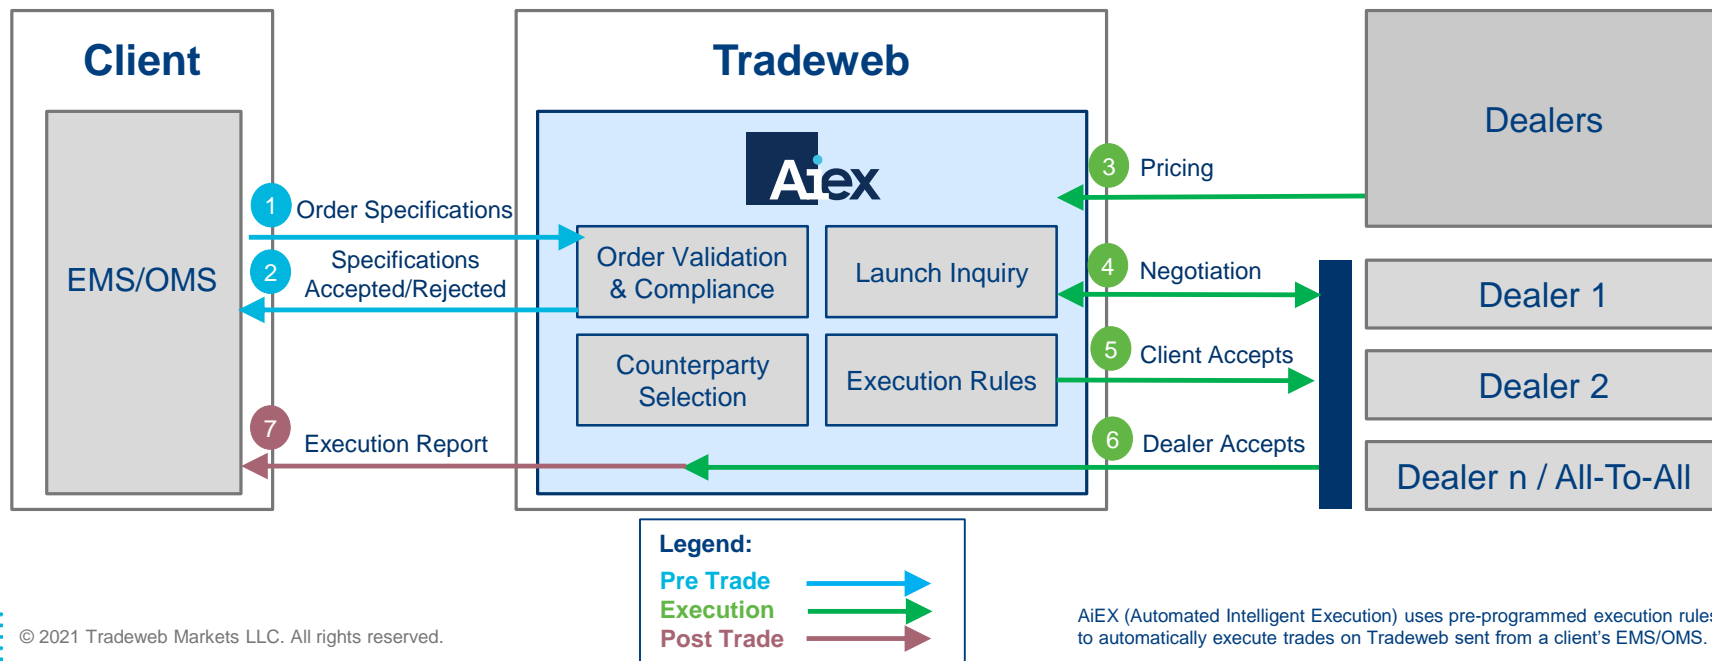 Client
Tradeweb
Dealers
EMS/OMS
Aiex
1
Order Specifications
2
Specifications
Accepted/Rejected
Order Validation
& Compliance
Launch Inquiry
Counterparty
Selection
Execution Rules
3
Pricing
4
Negotiation
5
Client Accepts
6
Dealer Accepts
7
Execution Report
Dealer 1
Dealer 2
Dealer n / All-To-All
Legend:
Pre Trade
Execution
Post Trade
© 2021 Tradeweb Markets LLC. All rights reserved.
AiEX (Automated Intelligent Execution) uses pre-programmed execution rules
to automatically execute trades on Tradeweb sent from a client's EMS/OMS.